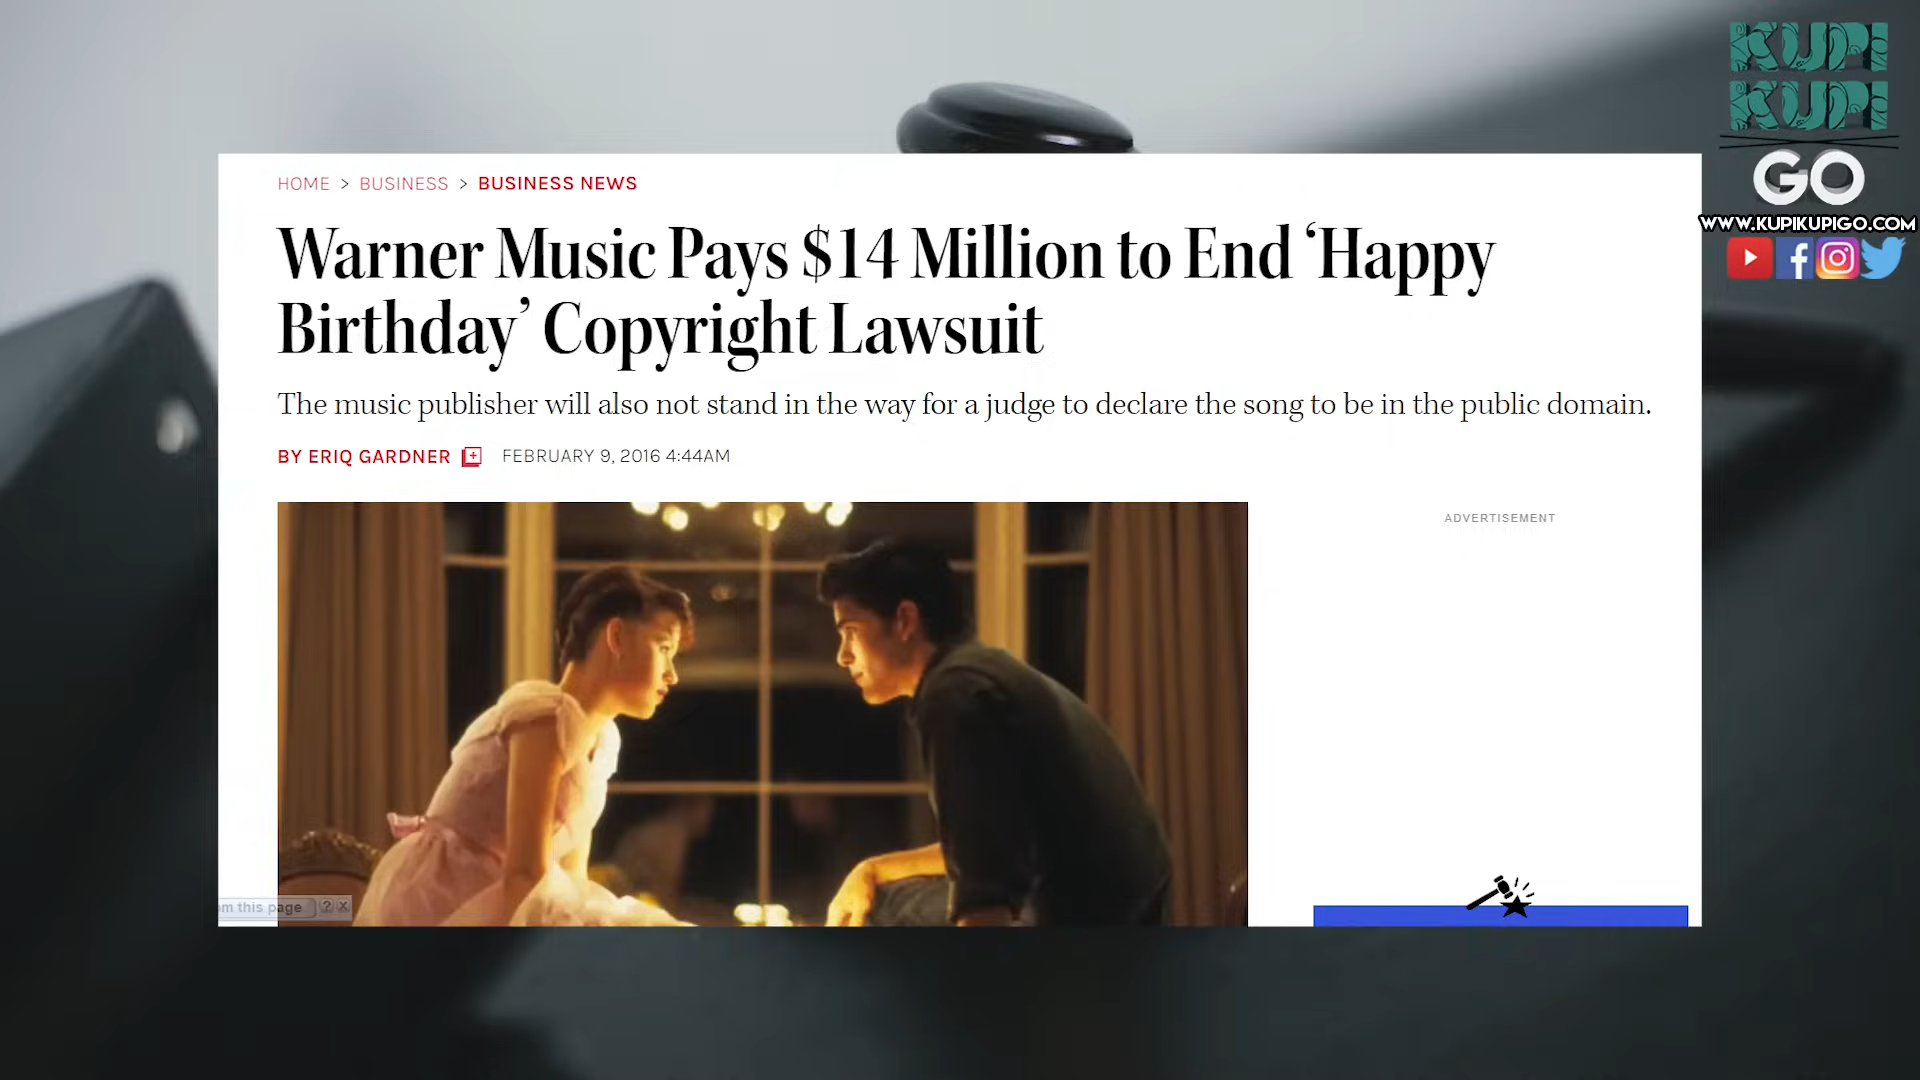 KUPI
KUPI
GO
WWW.KUPIKUPIGO.COM
HOME > BUSINESS > BUSINESS NEWS
Warner Music Pays $14 Million to End ‘Happy
Birthday’ Copyright Lawsuit
The music publisher will also not stand in the way for a judge to declare the song to be in the public domain.
BY ERIQ GARDNER FEBRUARY 9, 2016 4:44AM
ADVERTISEMENT
this page ? X